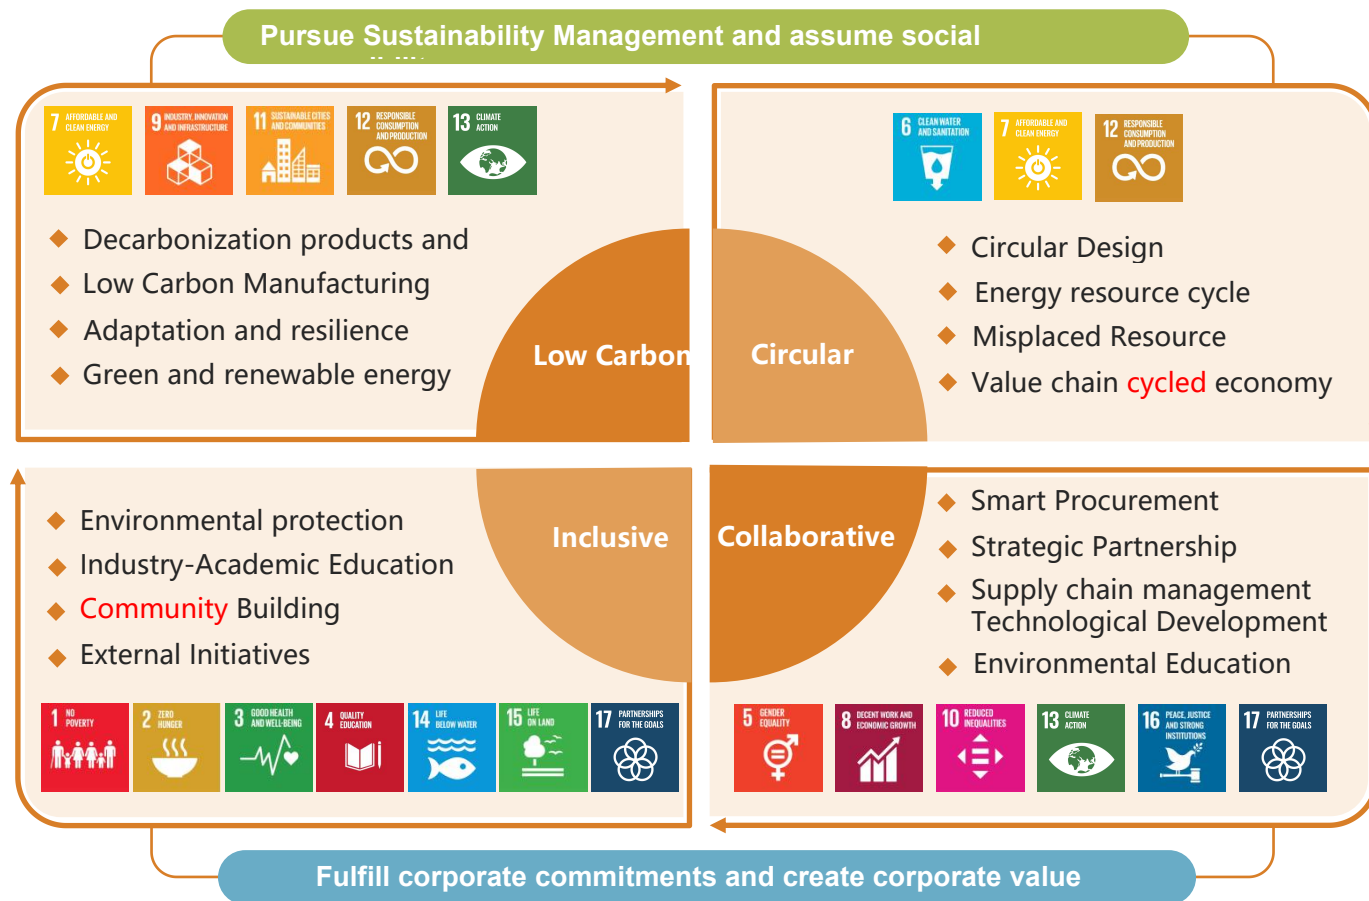 Pursue Sustainability Management and assume social
7 AFFORDABLE AND
CLEAN ENERGY
9 INDUSTRY, INNOVATION
AND INFRASTRUCTURE
11 SUSTAINABLE CITIES
AND COMMUNITIES
12 RESPONSIBLE
CONSUMPTION
AND PRODUCTION
13 CLIMATE
ACTION
Decarbonization products and
Low Carbon Manufacturing
Adaptation and resilience
Green and renewable energy
Low Carbon
6 CLEAN WATER
AND SANITATION
7 AFFORDABLE AND
CLEAN ENERGY
12 RESPONSIBLE
CONSUMPTION
AND PRODUCTION
Circular Design
Energy resource cycle
Misplaced Resource
Value chain cycled economy
Circular
Environmental protection
Industry-Academic Education
Community Building
External Initiatives
Inclusive
1 NO
POVERTY
2 ZERO
HUNGER
3 GOOD HEALTH
AND WELL-BEING
4 QUALITY
EDUCATION
14 LIFE
BELOW WATER
15 LIFE
ON LAND
17 PARTNERSHIPS
FOR THE GOALS
Collaborative
Smart Procurement
Strategic Partnership
Supply chain management
Technological Development
Environmental Education
5 GENDER
EQUALITY
8 DECENT WORK AND
ECONOMIC GROWTH
10 REDUCED
INEQUALITIES
13 CLIMATE
ACTION
16 PEACE, JUSTICE
AND STRONG
INSTITUTIONS
17 PARTNERSHIPS
FOR THE GOALS
Fulfill corporate commitments and create corporate value